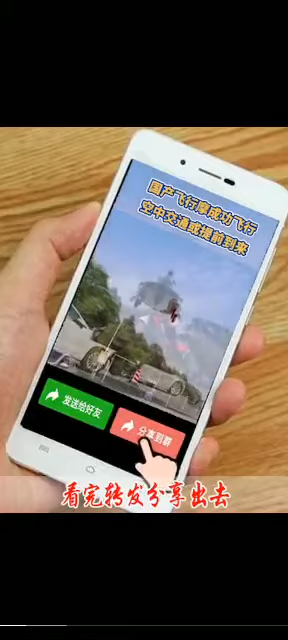 国产飞行摩成功飞行
空中交通或提前到来
发送给好友
分享到群
看完转发分享出去